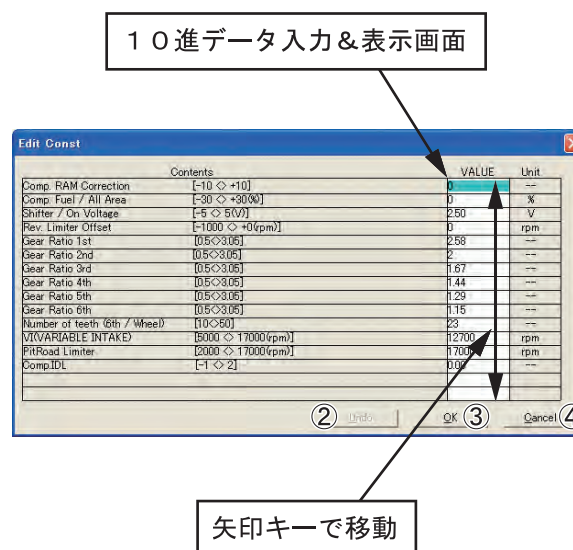 １０進データ入力＆表示画面
Edit Const
Contents VALUE Unit
Comp. RAM Correction [-10 <> +10] 0 --
Comp. Fuel / All Area [-30 <> +30(%)] 0 %
Shifter / On Voltage [-5 <> 5(V)] 2.50 V
Rev. Limiter Offset [-1000 <> +0(rpm)] 0 rpm
Gear Ratio 1st [0.5<>3.05] 2.58 --
Gear Ratio 2nd [0.5<>3.05] 2 --
Gear Ratio 3rd [0.5<>3.05] 1.67 --
Gear Ratio 4th [0.5<>3.05] 1.44 --
Gear Ratio 5th [0.5<>3.05] 1.29 --
Gear Ratio 6th [0.5<>3.05] 1.15 --
Number of teeth (6th / Wheel) [10<>50] 23 --
VI(VARIABLE INTAKE) [5000 <> 17000(rpm)] 12700 rpm
PitRoad Limiter [2000 <> 17000(rpm)] 17000 rpm
Comp.IDL [-1 <> 2] 0.00 --
② Undo OK ③ Cancel ④
矢印キーで移動